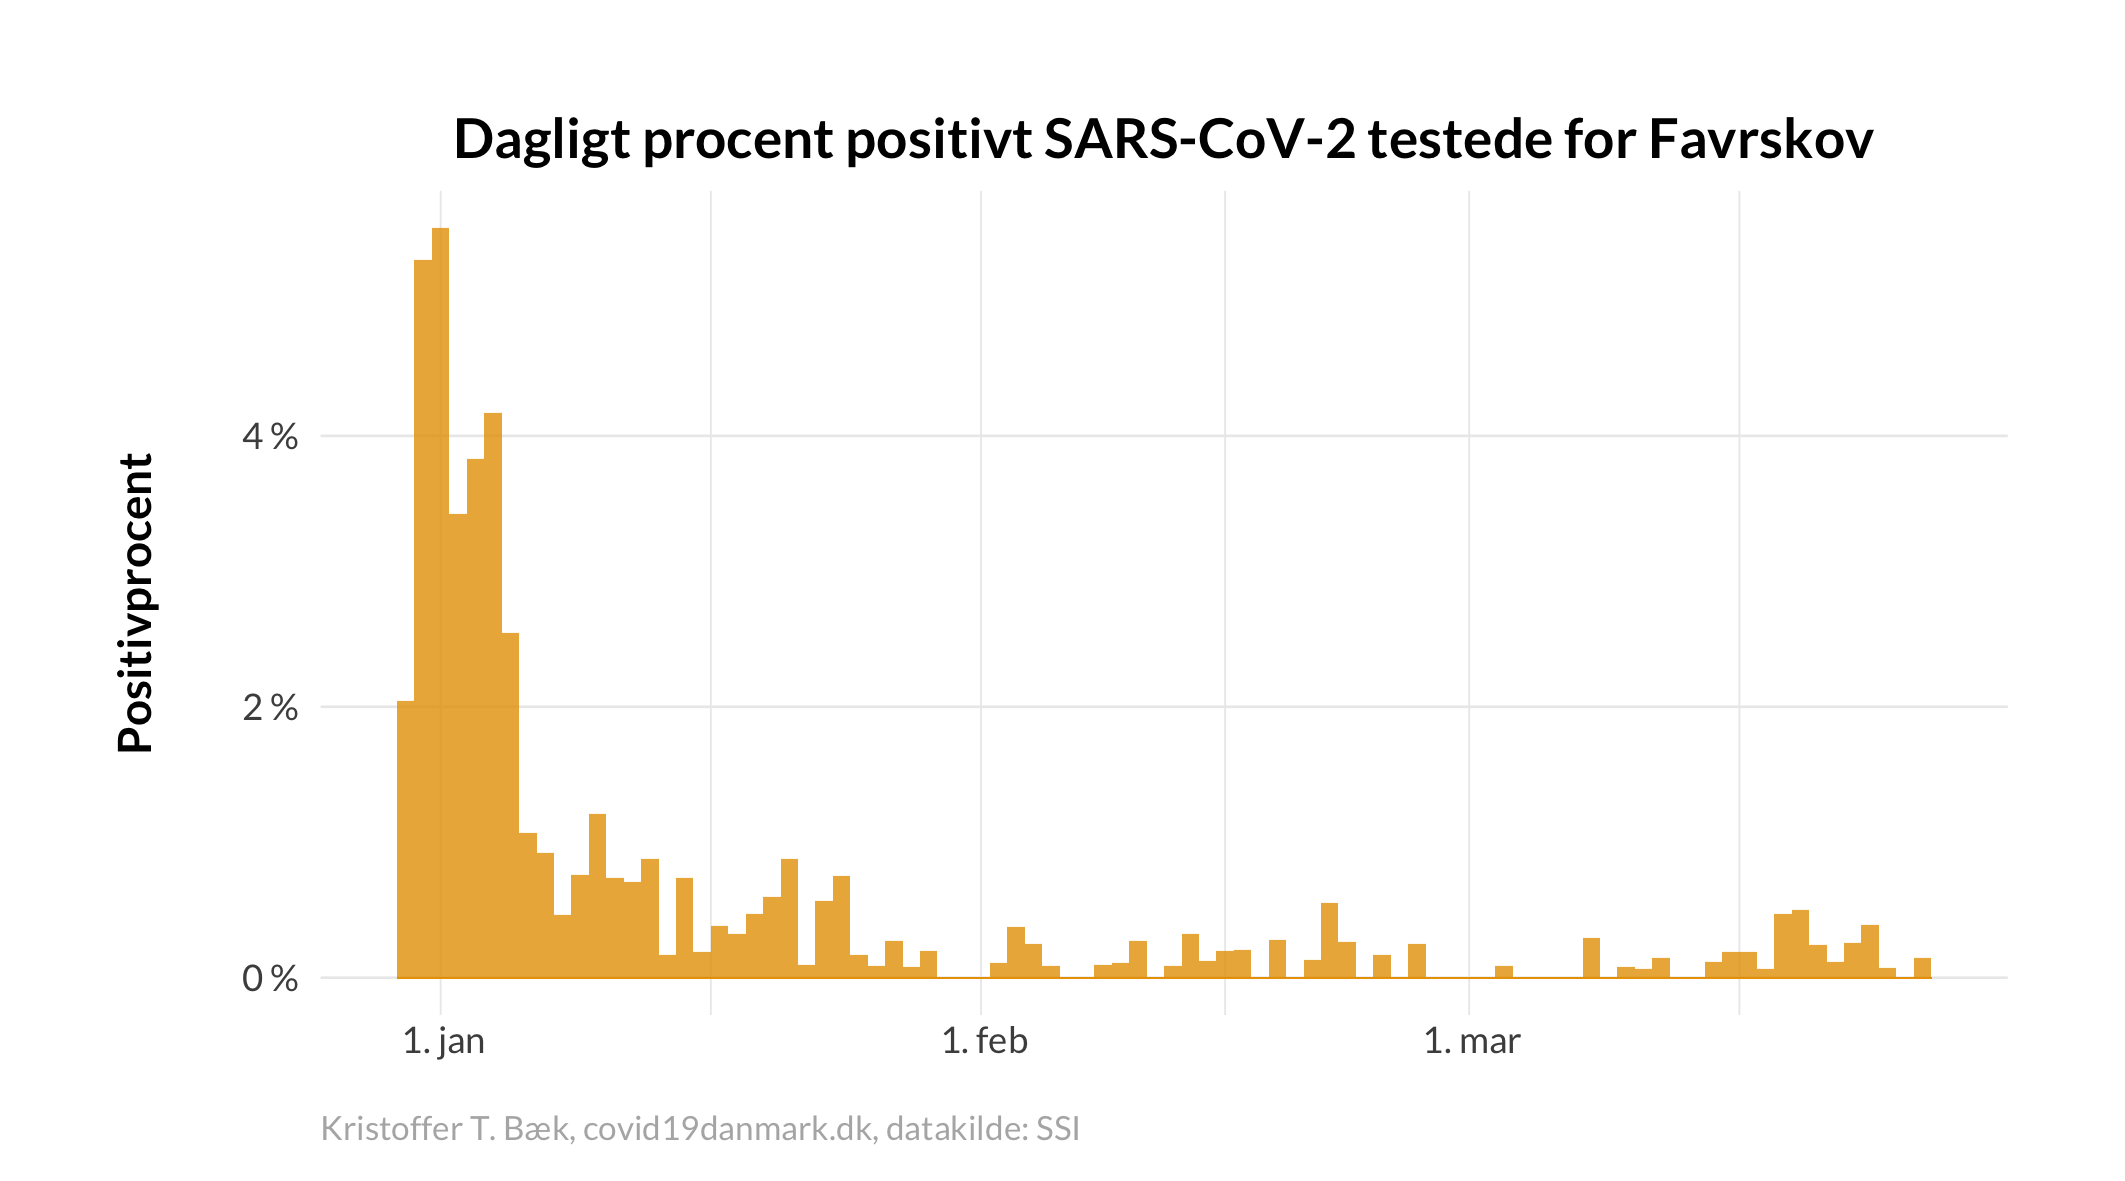 Dagligt procent positivt SARS-CoV-2 testede for Favrskov
Positivprocent
4 %
2 %
0 %
1. jan
1. feb
1. mar
Kristoffer T. Bæk, covid19danmark.dk, datakilde: SSI